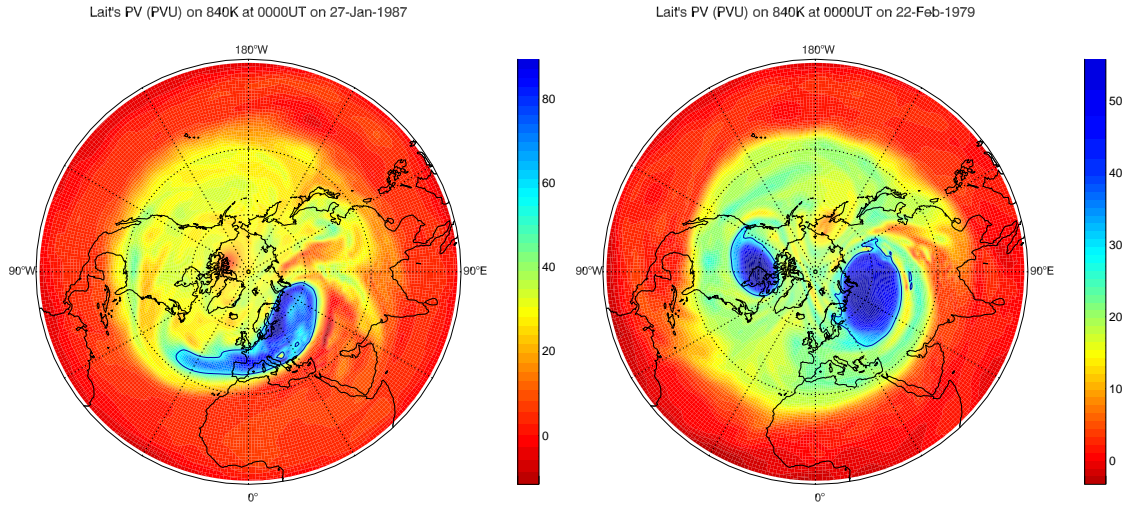 Lait's PV (PVU) on 840K at 0000UT on 27-Jan-1987
180°W
90°W
90°E
0°
80
60
40
20
0
Lait's PV (PVU) on 840K at 0000UT on 22-Feb-1979
180°W
90°W
90°E
0°
50
40
30
20
10
0